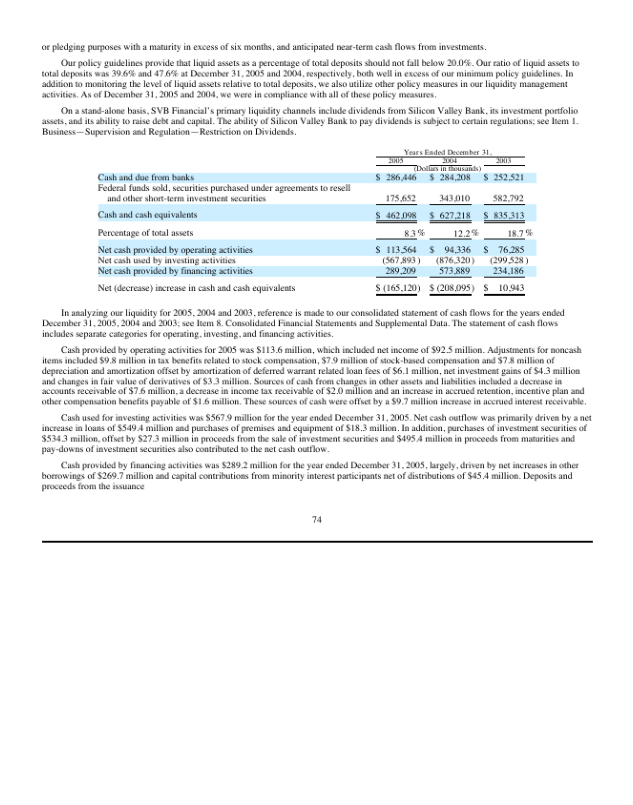 or pledging purposes with a maturity in excess of six months, and anticipated near-term cash flows from investments.
Our policy guidelines provide that liquid assets as a percentage of total deposits should not fall below 20.0%. Our ratio of liquid assets to
total deposits was 39.6% and 47.6% at December 31, 2005 and 2004, respectively, both well in excess of our minimum policy guidelines. In
addition to monitoring the level of liquid assets relative to total deposits, we also utilize other policy measures in our liquidity management
activities. As of December 31, 2005 and 2004, we were in compliance with all of these policy measures.
On a stand-alone basis, SVB Financial's primary liquidity channels include dividends from Silicon Valley Bank, its investment portfolio
assets, and its ability to raise debt and capital. The ability of Silicon Valley Bank to pay dividends is subject to certain regulations; see Item 1.
Business—Supervision and Regulation—Restriction on Dividends.
Years Ended December 31,
2005 2004 2003
(Dollars in thousands)
Cash and due from banks $ 286,446 $ 284,208 $ 252,521
Federal funds sold, securities purchased under agreements to resell
and other short-term investment securities 175,652 343,010 582,792
Cash and cash equivalents $ 462,098 $ 627,218 $ 835,313
Percentage of total assets 8.3 % 12.2 % 18.7 %
Net cash provided by operating activities $ 113,564 $ 94,336 $ 76,285
Net cash used by investing activities (567,893 ) (876,320 ) (299,528 )
Net cash provided by financing activities 289,209 573,889 234,186
Net (decrease) increase in cash and cash equivalents $ (165,120) $ (208,095) $ 10,943
In analyzing our liquidity for 2005, 2004 and 2003, reference is made to our consolidated statement of cash flows for the years ended
December 31, 2005, 2004 and 2003; see Item 8. Consolidated Financial Statements and Supplemental Data. The statement of cash flows
includes separate categories for operating, investing, and financing activities.
Cash provided by operating activities for 2005 was $113.6 million, which included net income of $92.5 million. Adjustments for noncash
items included $9.8 million in tax benefits related to stock compensation, $7.9 million of stock-based compensation and $7.8 million of
depreciation and amortization offset by amortization of deferred warrant related loan fees of $6.1 million, net investment gains of $4.3 million
and changes in fair value of derivatives of $3.3 million. Sources of cash from changes in other assets and liabilities included a decrease in
accounts receivable of $7.6 million, a decrease in income tax receivable of $2.0 million and an increase in accrued retention, incentive plan and
other compensation benefits payable of $1.6 million. These sources of cash were offset by a $9.7 million increase in accrued interest receivable.
Cash used for investing activities was $567.9 million for the year ended December 31, 2005. Net cash outflow was primarily driven by a net
increase in loans of $549.4 million and purchases of premises and equipment of $18.3 million. In addition, purchases of investment securities of
$534.3 million, offset by $27.3 million in proceeds from the sale of investment securities and $495.4 million in proceeds from maturities and
pay-downs of investment securities also contributed to the net cash outflow.
Cash provided by financing activities was $289.2 million for the year ended December 31, 2005, largely, driven by net increases in other
borrowings of $269.7 million and capital contributions from minority interest participants net of distributions of $45.4 million. Deposits and
proceeds from the issuance
74